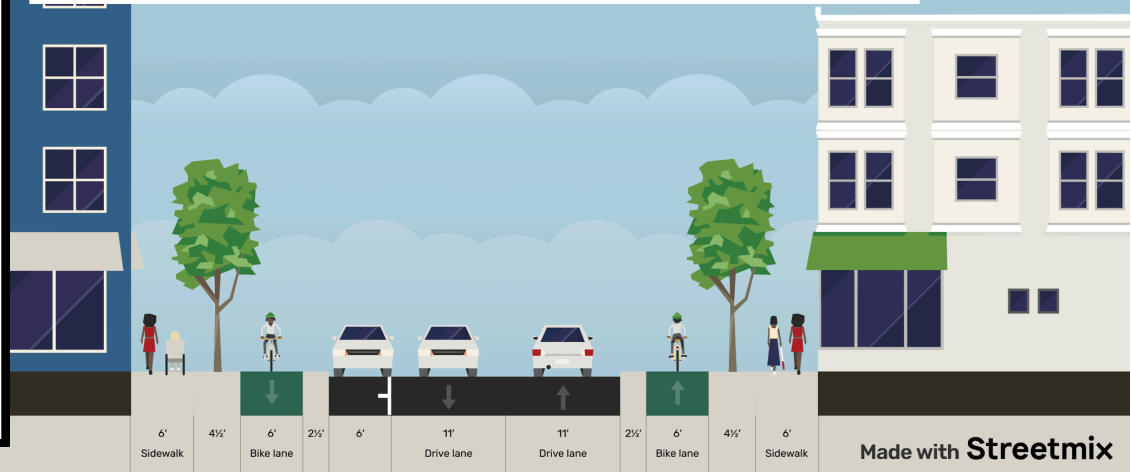 6' 4½' 6' 2½' 6' 11' 11' 2½' 6' 4½' 6'
Sidewalk Bike lane Drive lane Drive lane Bike lane Sidewalk
Made with Streetmix